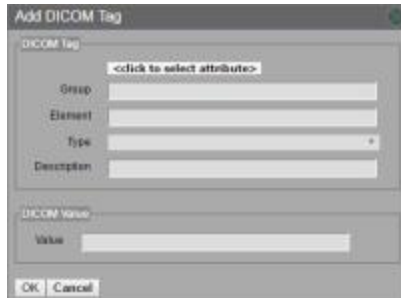 Add DICOM Tag
DICOM Tag
<click to select attribute>
Group
Element
Type
Description
DICOM Value
Value
OK Cancel